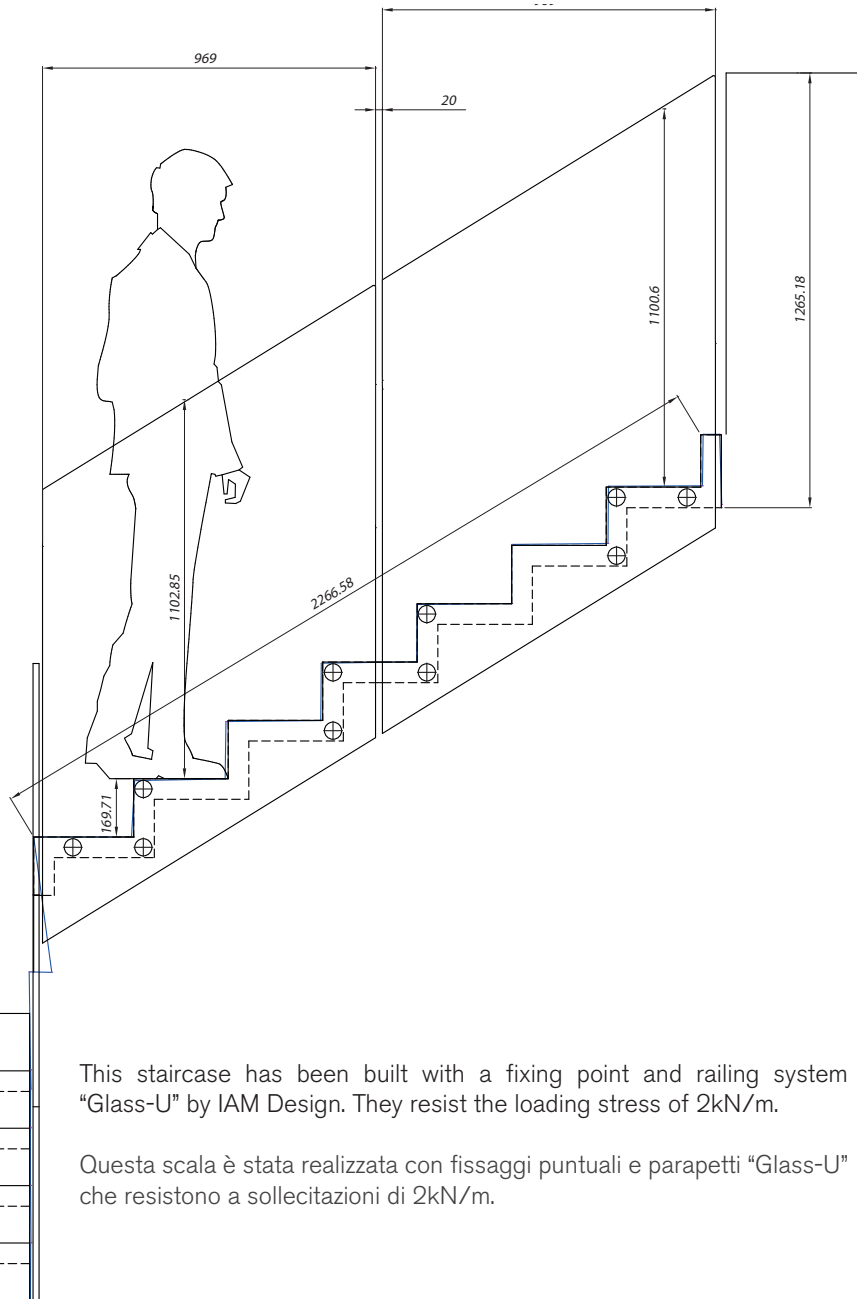 969
20
1100.6
1265.18
1102.85
2266.58
169.71
This staircase has been built with a fixing point and railing system
“Glass-U” by IAM Design. They resist the loading stress of 2kN/m.
Questa scala è stata realizzata con fissaggi puntuali e parapetti “Glass-U”
che resistono a sollecitazioni di 2kN/m.